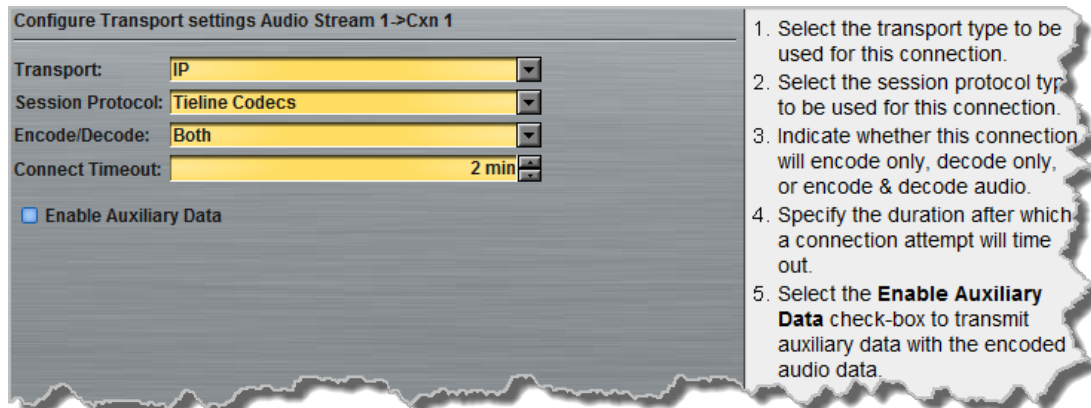 Configure Transport settings Audio Stream 1->Cxn 1
Transport: IP
Session Protocol: Tieline Codecs
Encode/Decode: Both
Connect Timeout: 2 min
Enable Auxiliary Data
1. Select the transport type to be
used for this connection.
2. Select the session protocol type
to be used for this connection.
3. Indicate whether this connection
will encode only, decode only,
or encode & decode audio.
4. Specify the duration after which
a connection attempt will time
out.
5. Select the Enable Auxiliary
Data check-box to transmit
auxiliary data with the encoded
audio data.